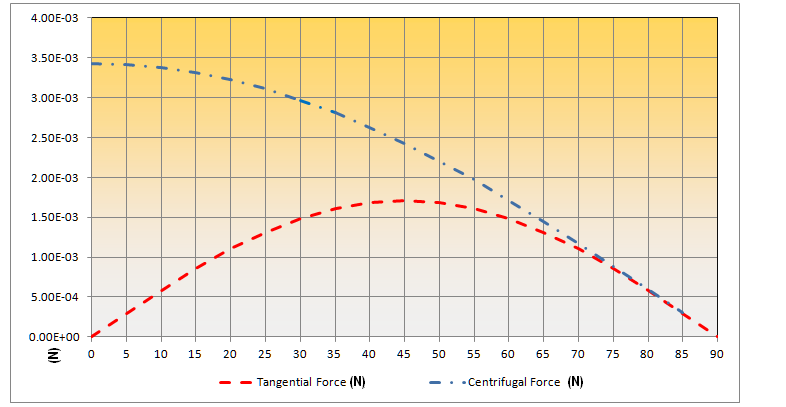 4.00E-03
3.50E-03
3.00E-03
2.50E-03
2.00E-03
1.50E-03
1.00E-03
5.00E-04
0.00E+00
(N)
0 5 10 15 20 25 30 35 40 45 50 55 60 65 70 75 80 85 90
Tangential Force (N) Centrifugal Force (N)